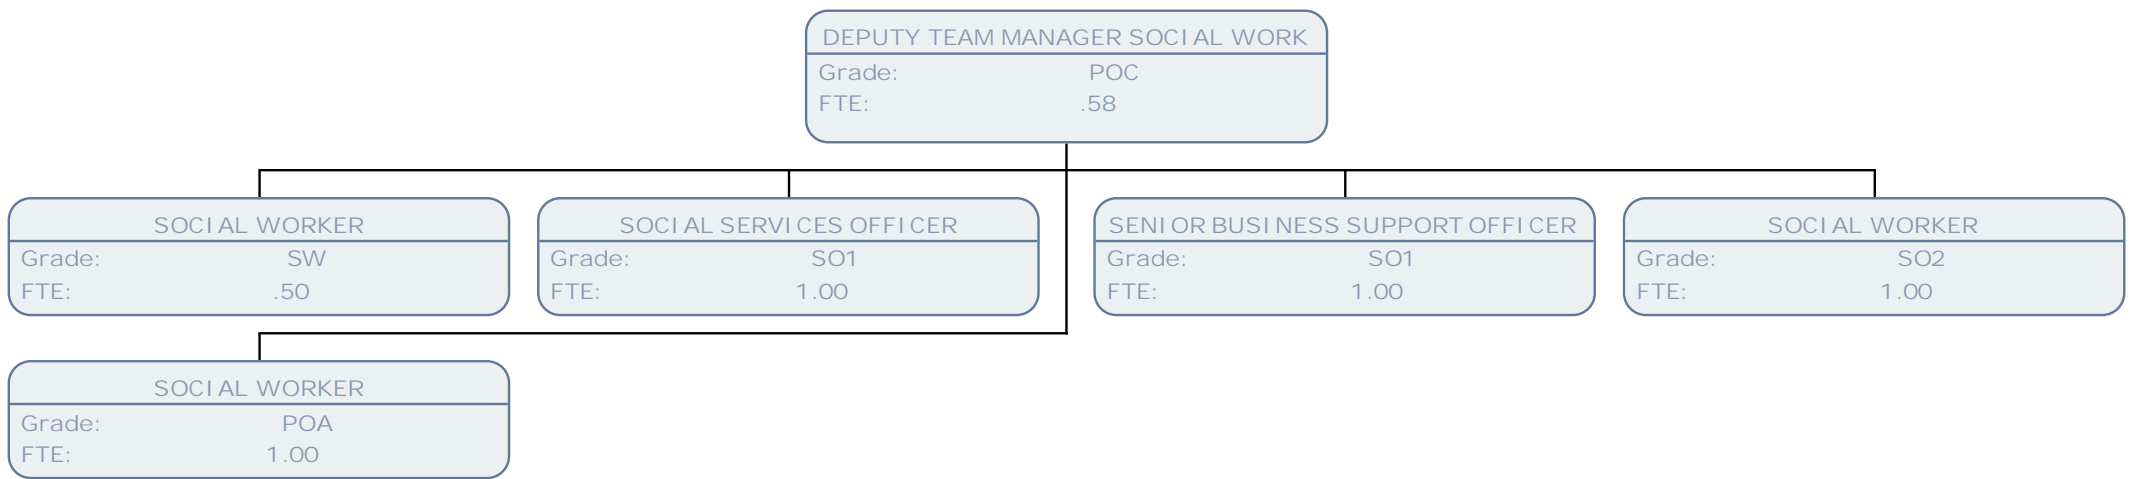 DEPUTY TEAM MANAGER SOCIAL WORK
Grade: POC
FTE: .58
SOCIAL WORKER
Grade: SW
FTE: .50
SOCIAL SERVICES OFFICER
Grade: SO1
FTE: 1.00
SENIOR BUSINESS SUPPORT OFFICER
Grade: SO1
FTE: 1.00
SOCIAL WORKER
Grade: SO2
FTE: 1.00
SOCIAL WORKER
Grade: POA
FTE: 1.00